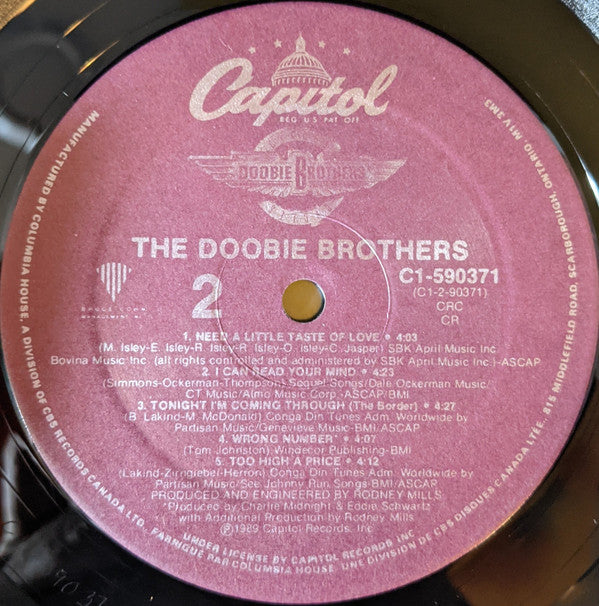 Capitol
REG. U.S. PAT. OFF.
DOOBIE BROTHERS
THE DOOBIE BROTHERS
2
C1-590371
(C1-2-90371)
CRC
CR
1. NEED A LITTLE TASTE OF LOVE • 4:03
(M. Isley-E. Isley-R. Isley-R. Isley-O. Isley-C. Jasper) SBK April Music Inc.
Bovina Music Inc. (all rights controlled and administered by SBK April Music Inc.)-ASCAP
2. I CAN READ YOUR MIND • 4:23
(Simmons-Ockerman-Thompson) Sequel Songs/Dale Ockerman Music/
CT Music/Almo Music Corp.-ASCAP/BMI
3. TONIGHT I'M COMING THROUGH (The Border) • 4:27
(B. Lakind-M. McDonald) Conga Din Tunes Adm. Worldwide by
Partisan Music/Genevieve Music-BMI/ASCAP
4. WRONG NUMBER* • 4:07
(Tom Johnston) Windecor Publishing-BMI
5. TOO HIGH A PRICE • 4:12
(Lakind-Zirngiebel-Herron) Conga Din Tunes Adm. Worldwide by
Partisan Music/See Johnny Run Songs-BMI/ASCAP
PRODUCED AND ENGINEERED BY RODNEY MILLS
*Produced by Charlie Midnight & Eddie Schwartz
with Additional Production by Rodney Mills
℗1989 Capitol Records, Inc.
MANUFACTURED BY COLUMBIA HOUSE, A DIVISION OF CBS RECORDS CANADA LTD., 815 MIDDLEFIELD ROAD, SCARBOROUGH, ONTARIO. M1V 2M3
UNDER LICENSE BY CAPITOL RECORDS INC
FABRIQUÉ PAR COLUMBIA HOUSE, UNE DIVISION DE CBS DISQUES CANADA LTÉE.